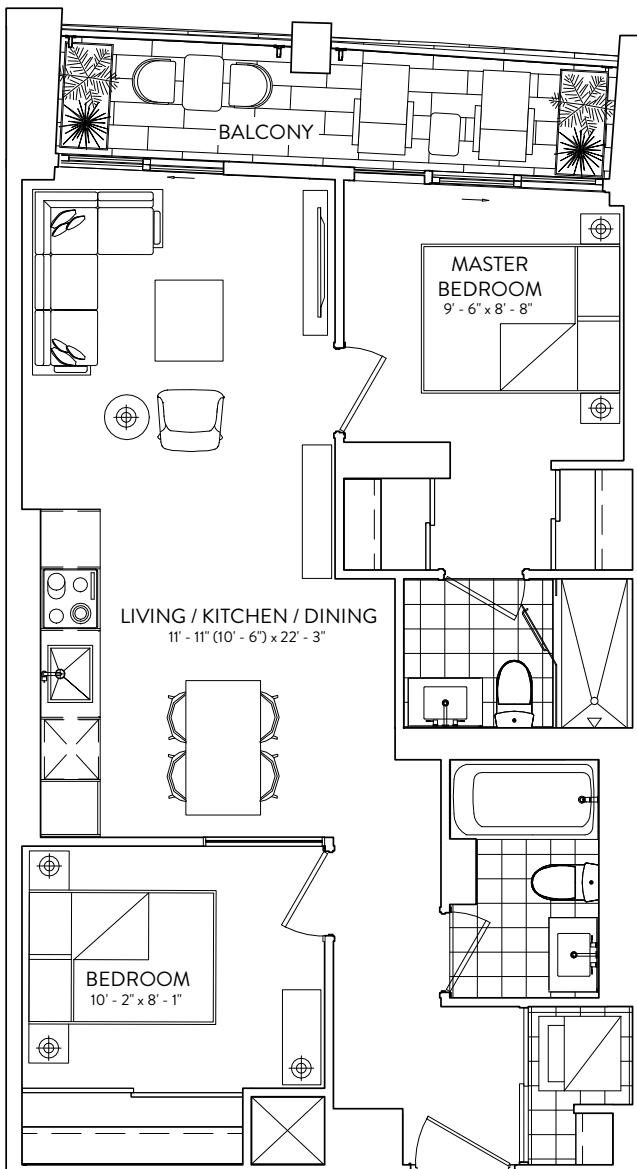 BALCONY
MASTER
BEDROOM
9' - 6" x 8' - 8"
LIVING / KITCHEN / DINING
11' - 11" (10' - 6") x 22' - 3"
BEDROOM
10' - 2" x 8' - 1"